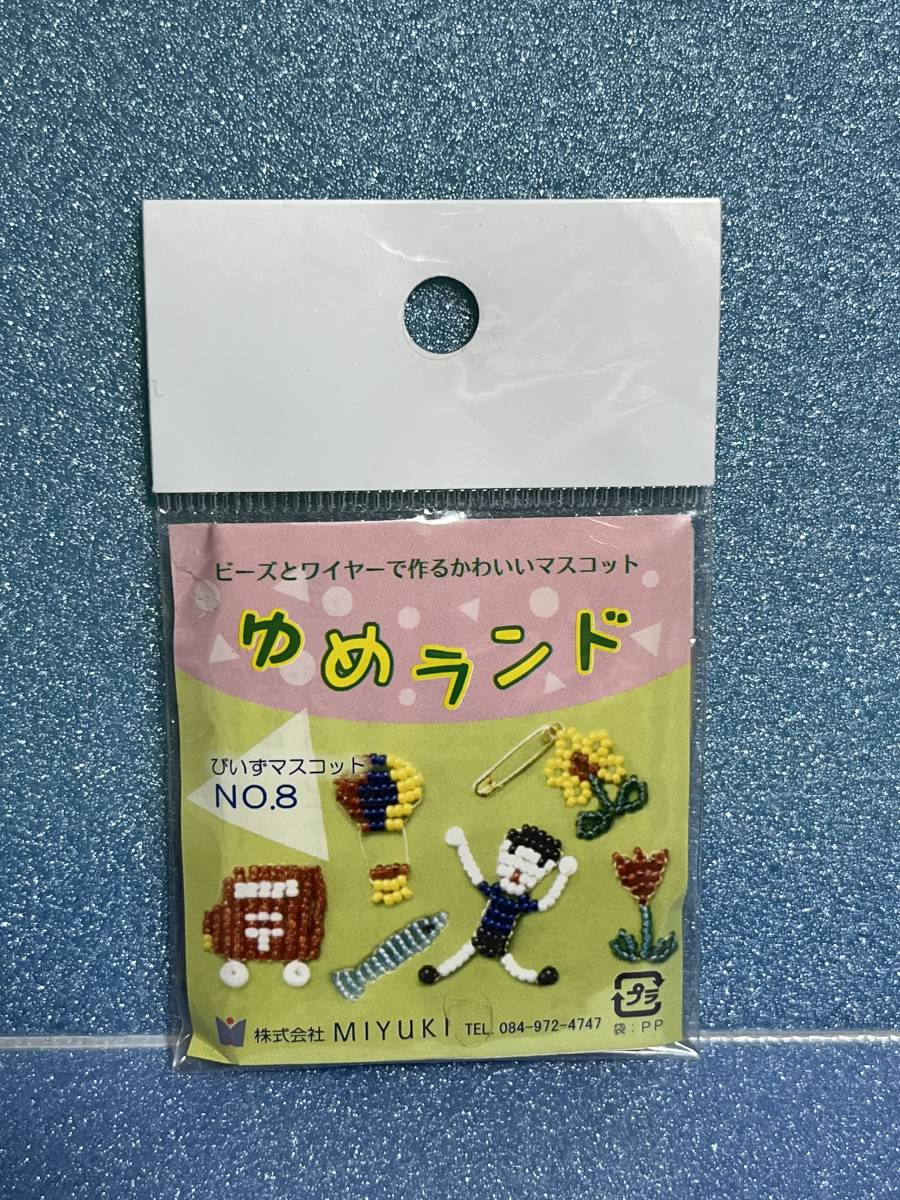 ビーズとワイヤーで作るかわいいマスコット
ゆめランド
びいずマスコット
NO.8
〒
株式会社 MIYUKI TEL. 084-972-4747
プラ
袋:PP